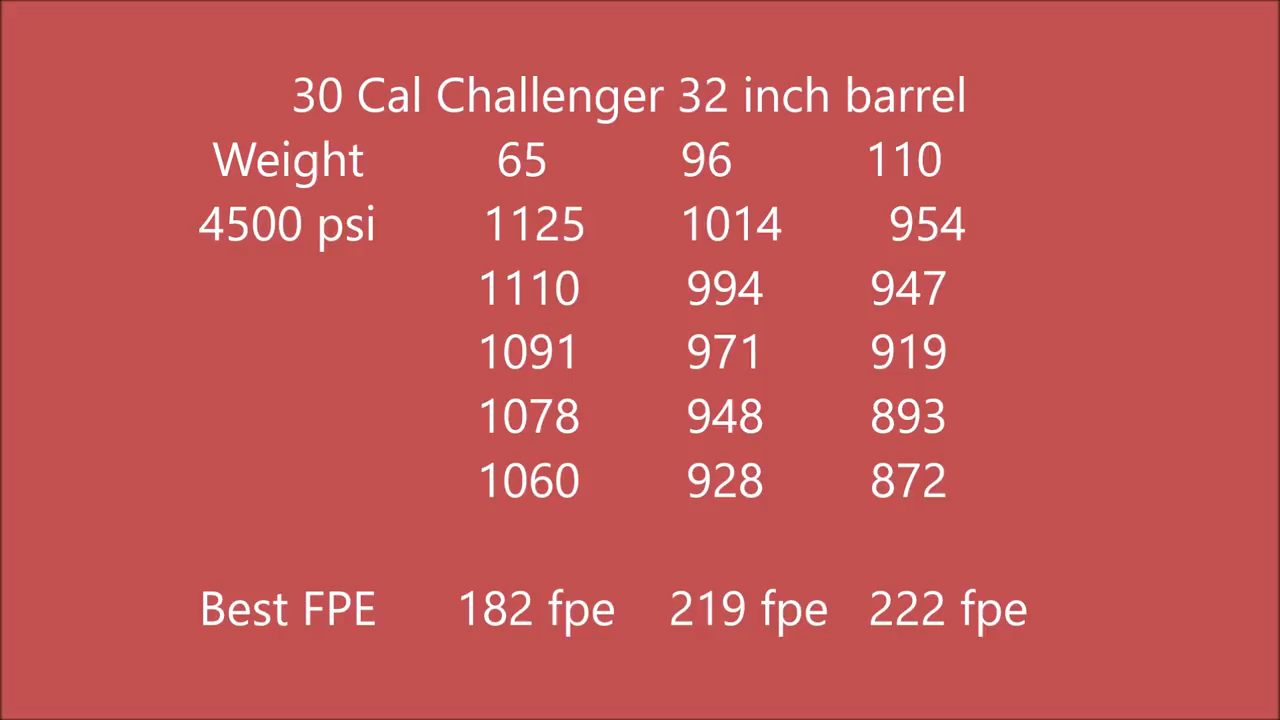 30 Cal Challenger 32 inch barrel
Weight 65 96 110
4500 psi 1125 1014 954
1110 994 947
1091 971 919
1078 948 893
1060 928 872
Best FPE 182 fpe 219 fpe 222 fpe